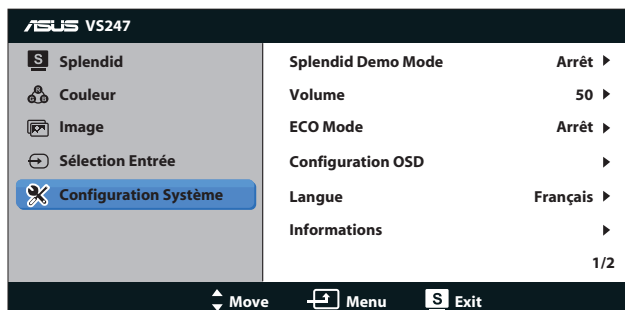 ASUS VS247
S Splendid
Couleur
Image
Sélection Entrée
Configuration Système
Splendid Demo Mode Arrêt
Volume 50
ECO Mode Arrêt
Configuration OSD
Langue Français
Informations
1/2
Move Menu S Exit